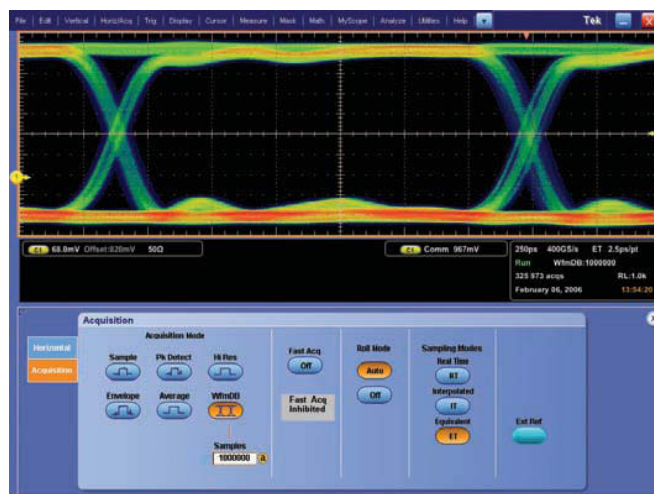 File Edit Vertical Horiz/Acq Trig Display Cursor Measure Mask Math MyScope Analyze Utilities Help Tek X
1
C1 68.8mV Offset:820mV 50Ω
C1 Comm 967mV
250ps 400GS/s ET 2.5ps/pt
Run WfmDB:1000000
325 973 acqs RL:1.0k
February 06, 2006 13:54:20
Acquisition
Horizontal
Acquisition
Acquisition Mode
Sample Pk Detect Hi Res
Envelope Average WfmDB
Samples
1000000 a
Fast Acq
Off
Fast Acq
Inhibited
Roll Mode
Auto
Off
Sampling Modes
Real Time
RT
Interpolated
IT
Equivalent
ET
Ext Ref